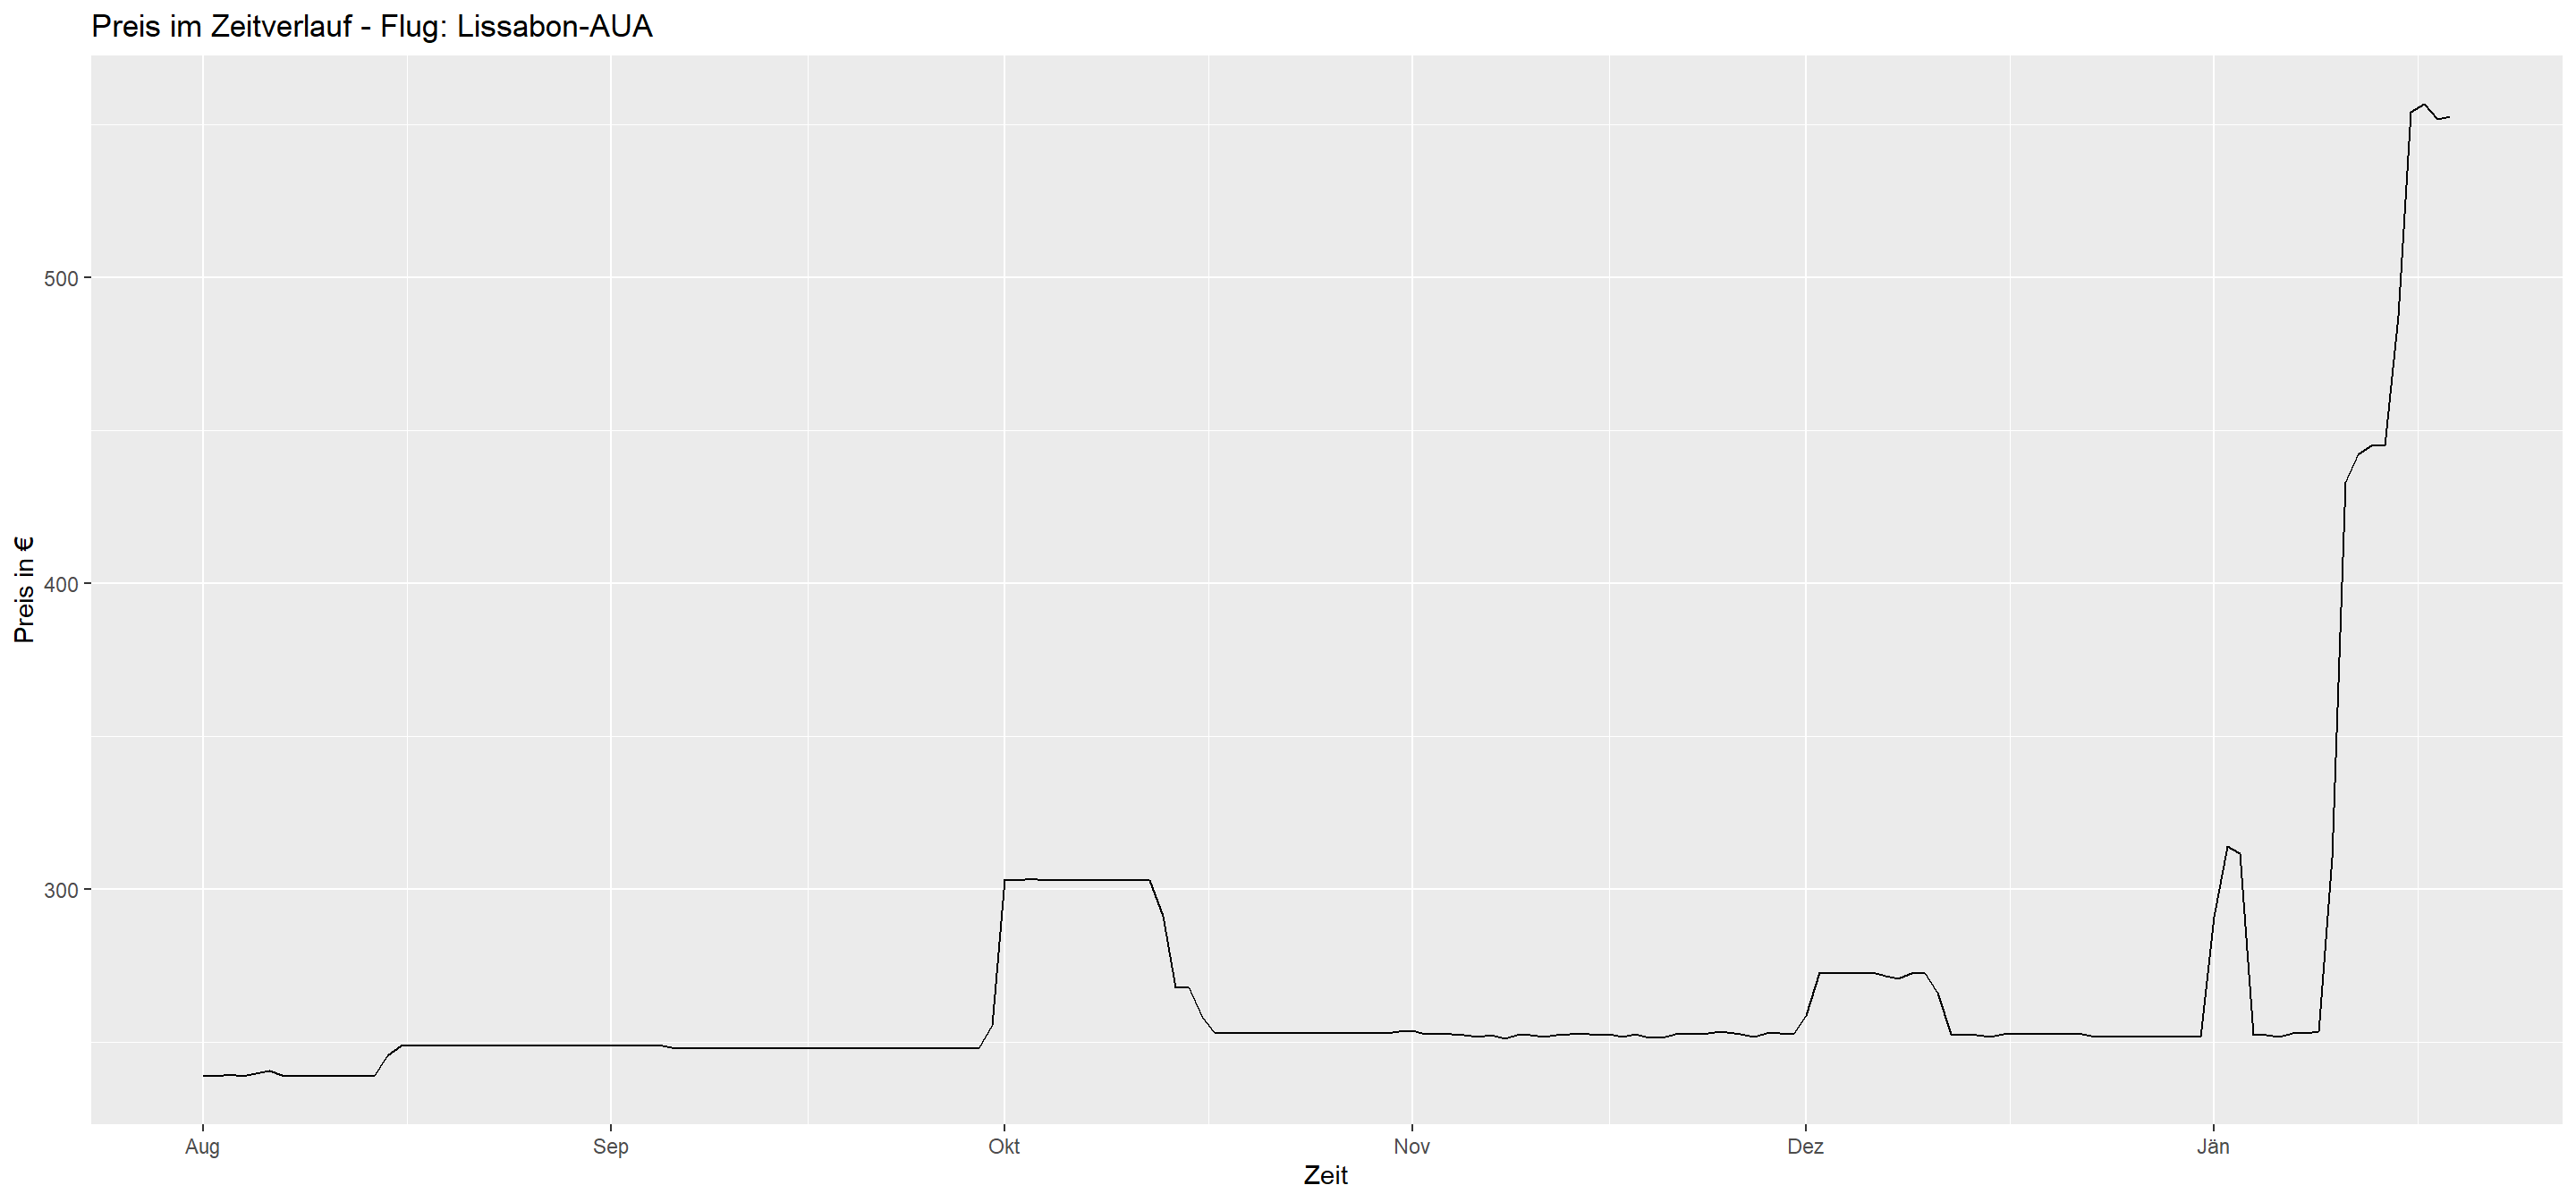 Preis im Zeitverlauf - Flug: Lissabon-AUA
Preis in €
500
400
300
Aug Sep Okt Nov Dez Jän
Zeit